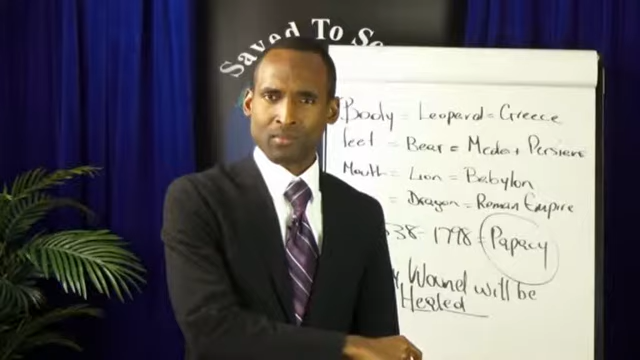 Saved To Se
Body = Leopard = Greece
feet = Bear = Medes + Persians
Mouth = Lion = Babylon
= Dragon = Roman Empire
538-1798 = Papacy
Wound will be
Healed